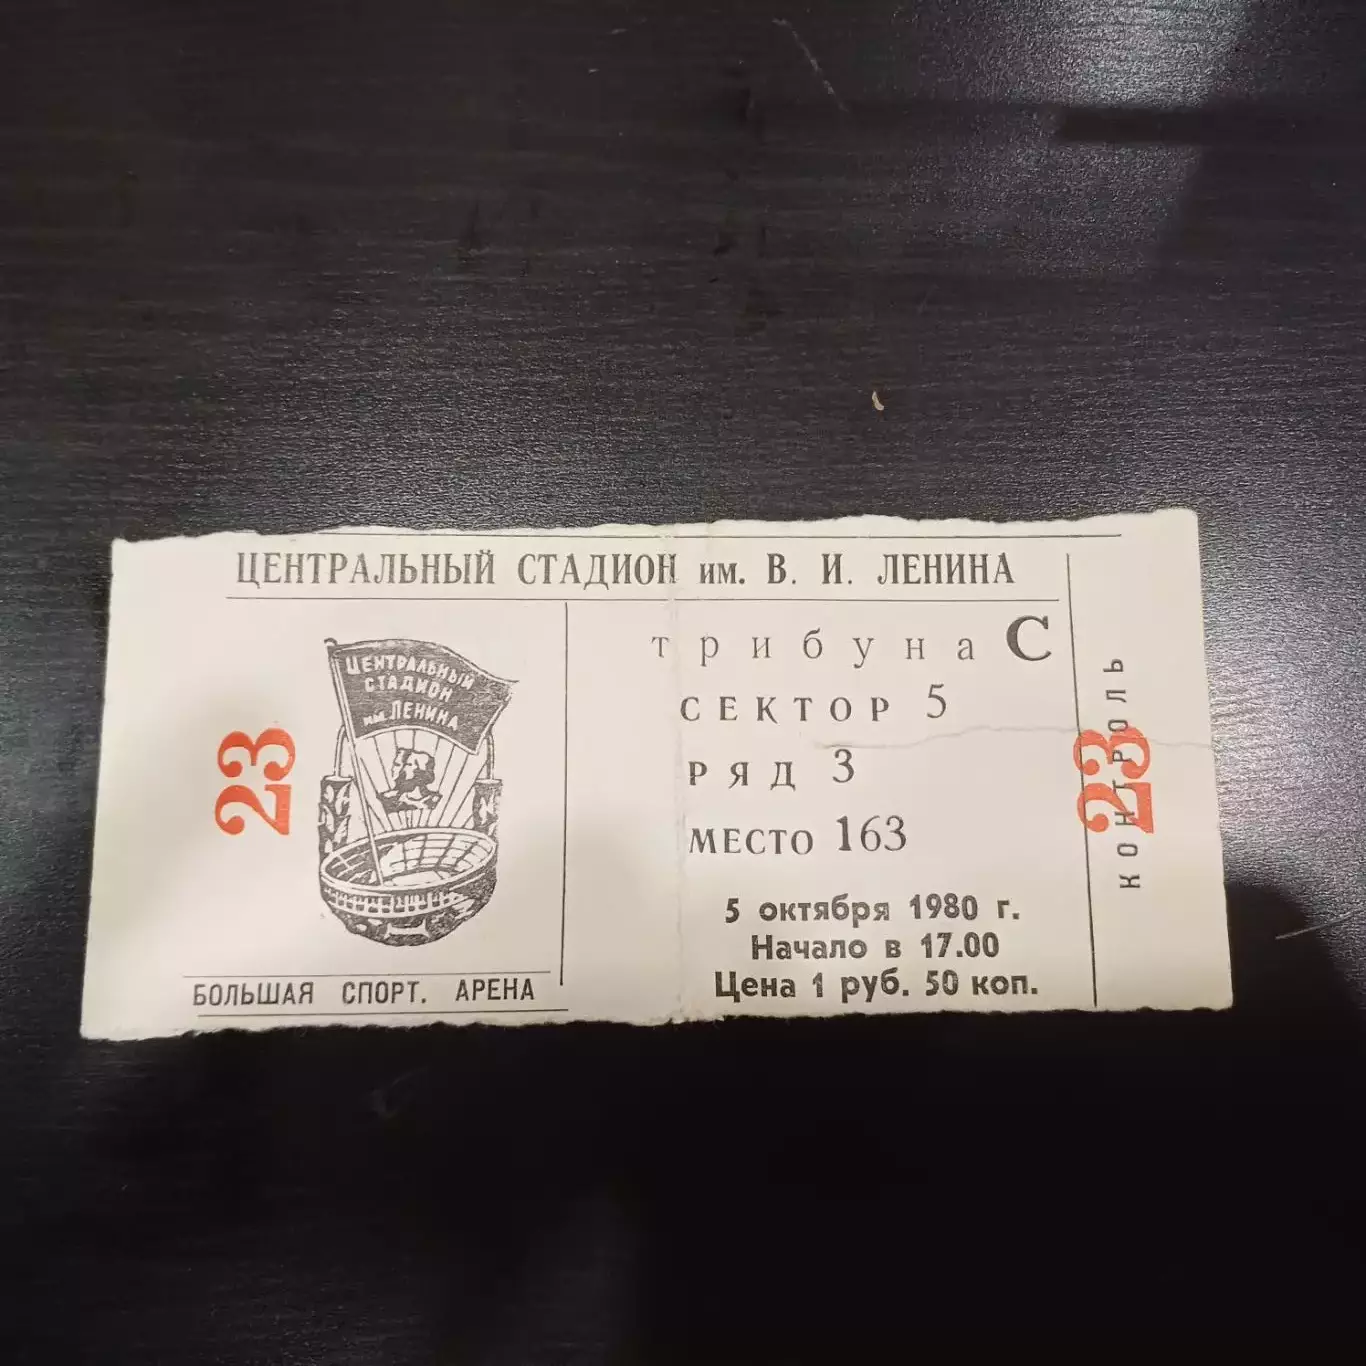 ЦЕНТРАЛЬНЫЙ СТАДИОН им. В. И. ЛЕНИНА
23
ЦЕНТРАЛЬНЫЙ
СТАДИОН
им. ЛЕНИНА
БОЛЬШАЯ СПОРТ. АРЕНА
трибуна С
СЕКТОР 5
РЯД 3
МЕСТО 163
5 октября 1980 г.
Начало в 17.00
Цена 1 руб. 50 коп.
КОНТРОЛЬ
23